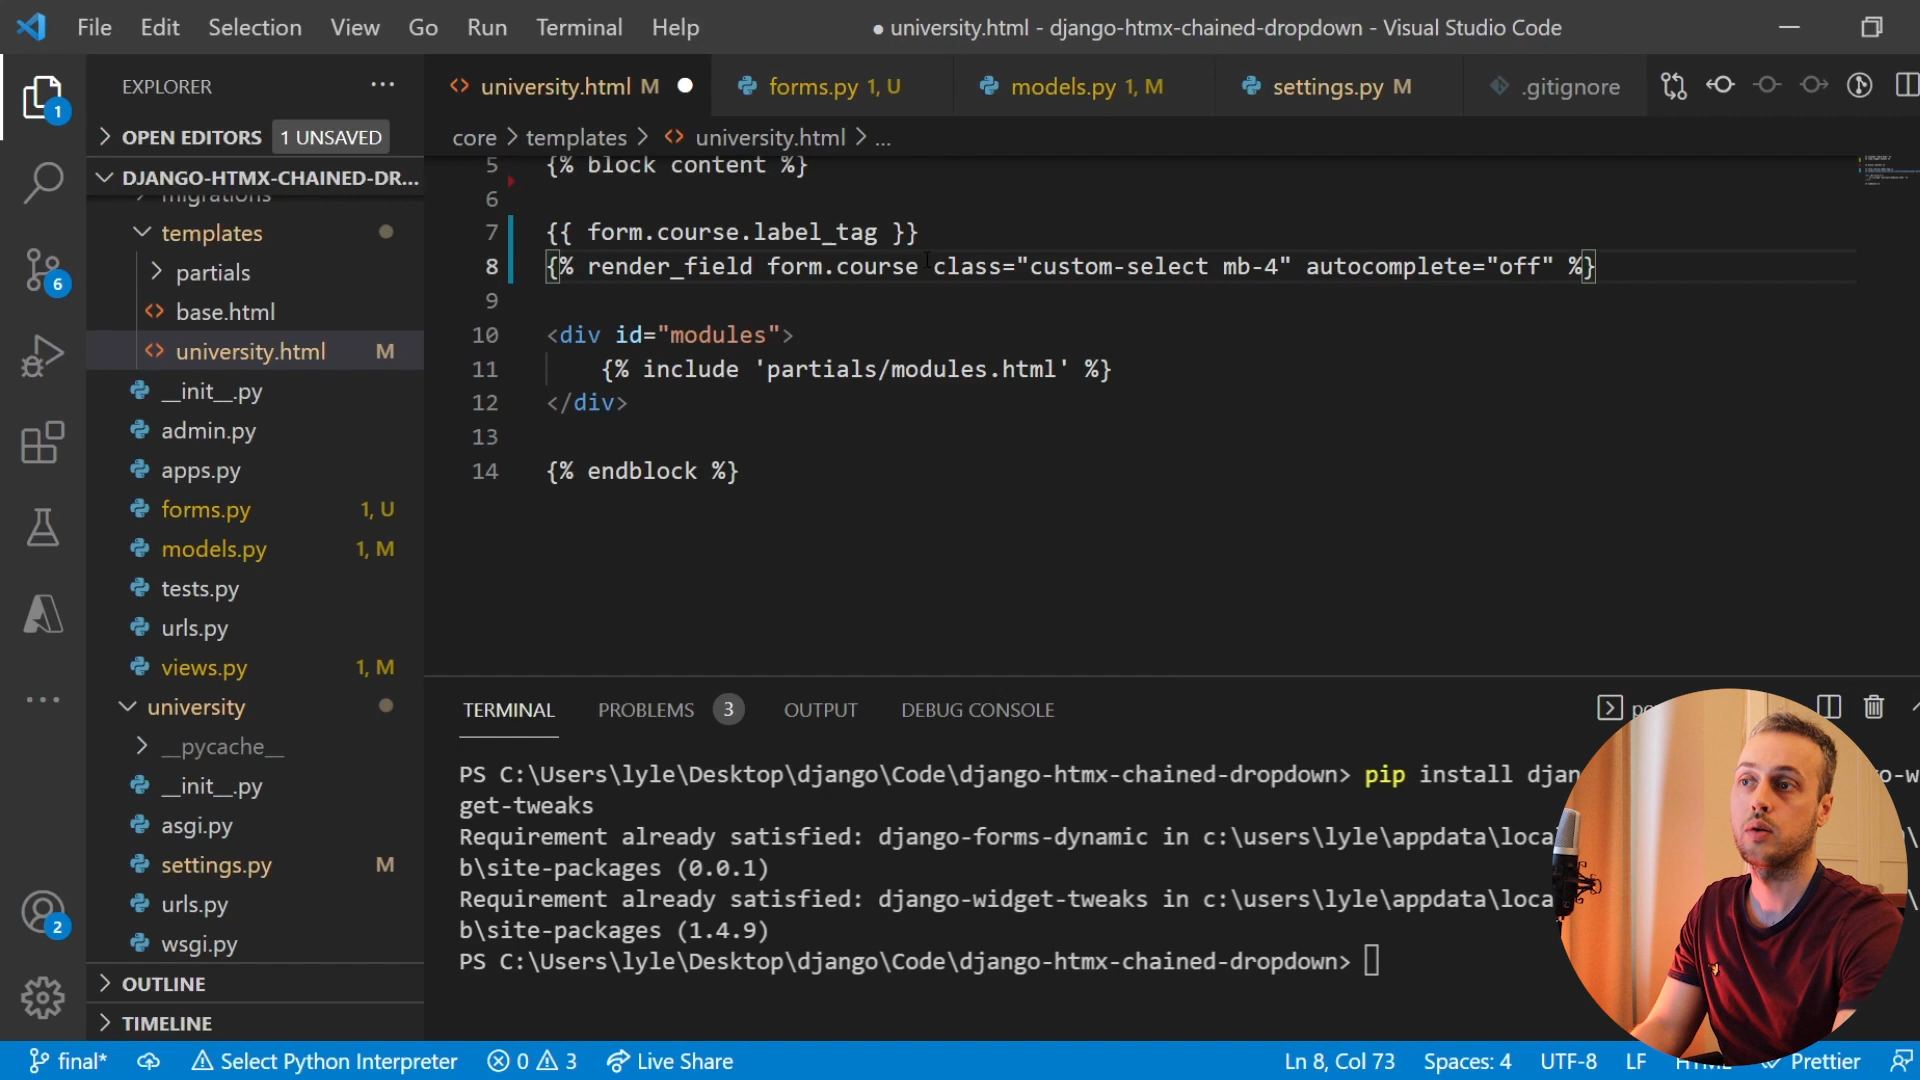 File Edit Selection View Go Run Terminal Help ● university.html - django-htmx-chained-dropdown - Visual Studio Code
EXPLORER ...
university.html M forms.py 1, U models.py 1, M settings.py M .gitignore
1
OPEN EDITORS 1 UNSAVED
core > templates > university.html > ...
DJANGO-HTMX-CHAINED-DR...
migrations
templates
partials
base.html
university.html M
__init__.py
admin.py
apps.py
forms.py 1, U
models.py 1, M
tests.py
urls.py
views.py 1, M
university
__pycache__
__init__.py
asgi.py
settings.py M
urls.py
wsgi.py
OUTLINE
TIMELINE
6
2
5 {% block content %}
6
7 {{ form.course.label_tag }}
8 {% render_field form.course class="custom-select mb-4" autocomplete="off" %}
9
10 <div id="modules">
11 {% include 'partials/modules.html' %}
12 </div>
13
14 {% endblock %}
TERMINAL PROBLEMS 3 OUTPUT DEBUG CONSOLE
PS C:\Users\lyle\Desktop\django\Code\django-htmx-chained-dropdown> pip install djan
get-tweaks
Requirement already satisfied: django-forms-dynamic in c:\users\lyle\appdata\loca
b\site-packages (0.0.1)
Requirement already satisfied: django-widget-tweaks in c:\users\lyle\appdata\loca
b\site-packages (1.4.9)
PS C:\Users\lyle\Desktop\django\Code\django-htmx-chained-dropdown>
final* Select Python Interpreter 0 3 Live Share Ln 8, Col 73 Spaces: 4 UTF-8 LF HTML Prettier